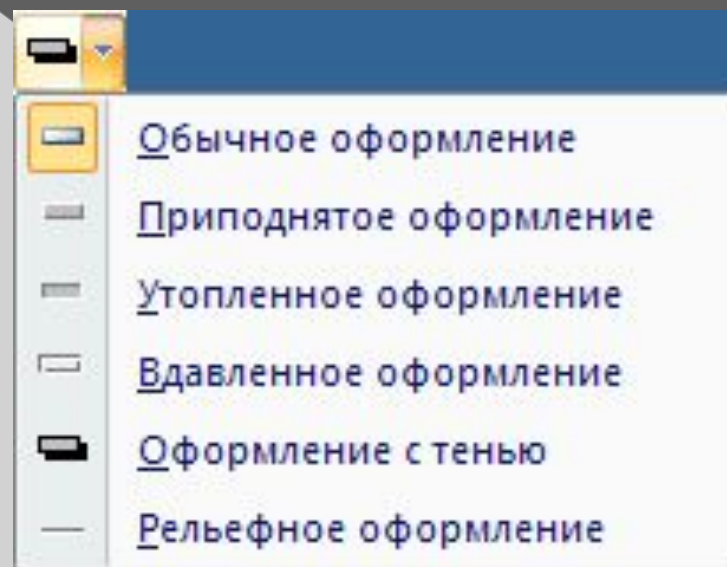 Обычное оформление
Приподнятое оформление
Утопленное оформление
Вдавленное оформление
Оформление с тенью
Рельефное оформление